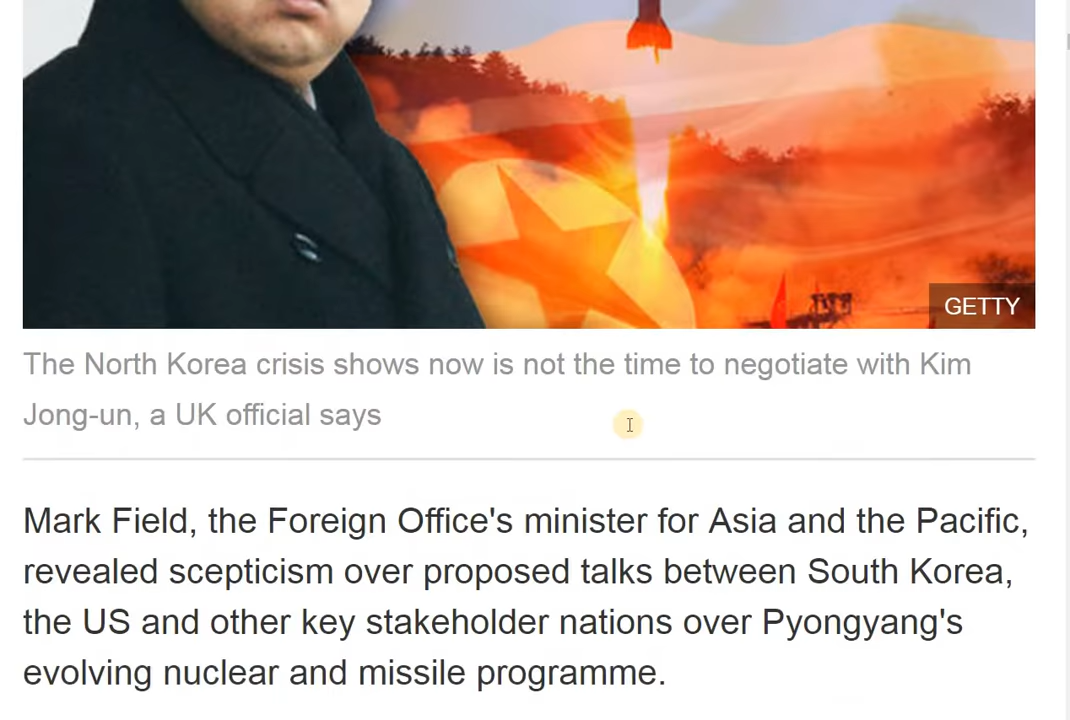 GETTY
The North Korea crisis shows now is not the time to negotiate with Kim
Jong-un, a UK official says
Mark Field, the Foreign Office's minister for Asia and the Pacific,
revealed scepticism over proposed talks between South Korea,
the US and other key stakeholder nations over Pyongyang's
evolving nuclear and missile programme.